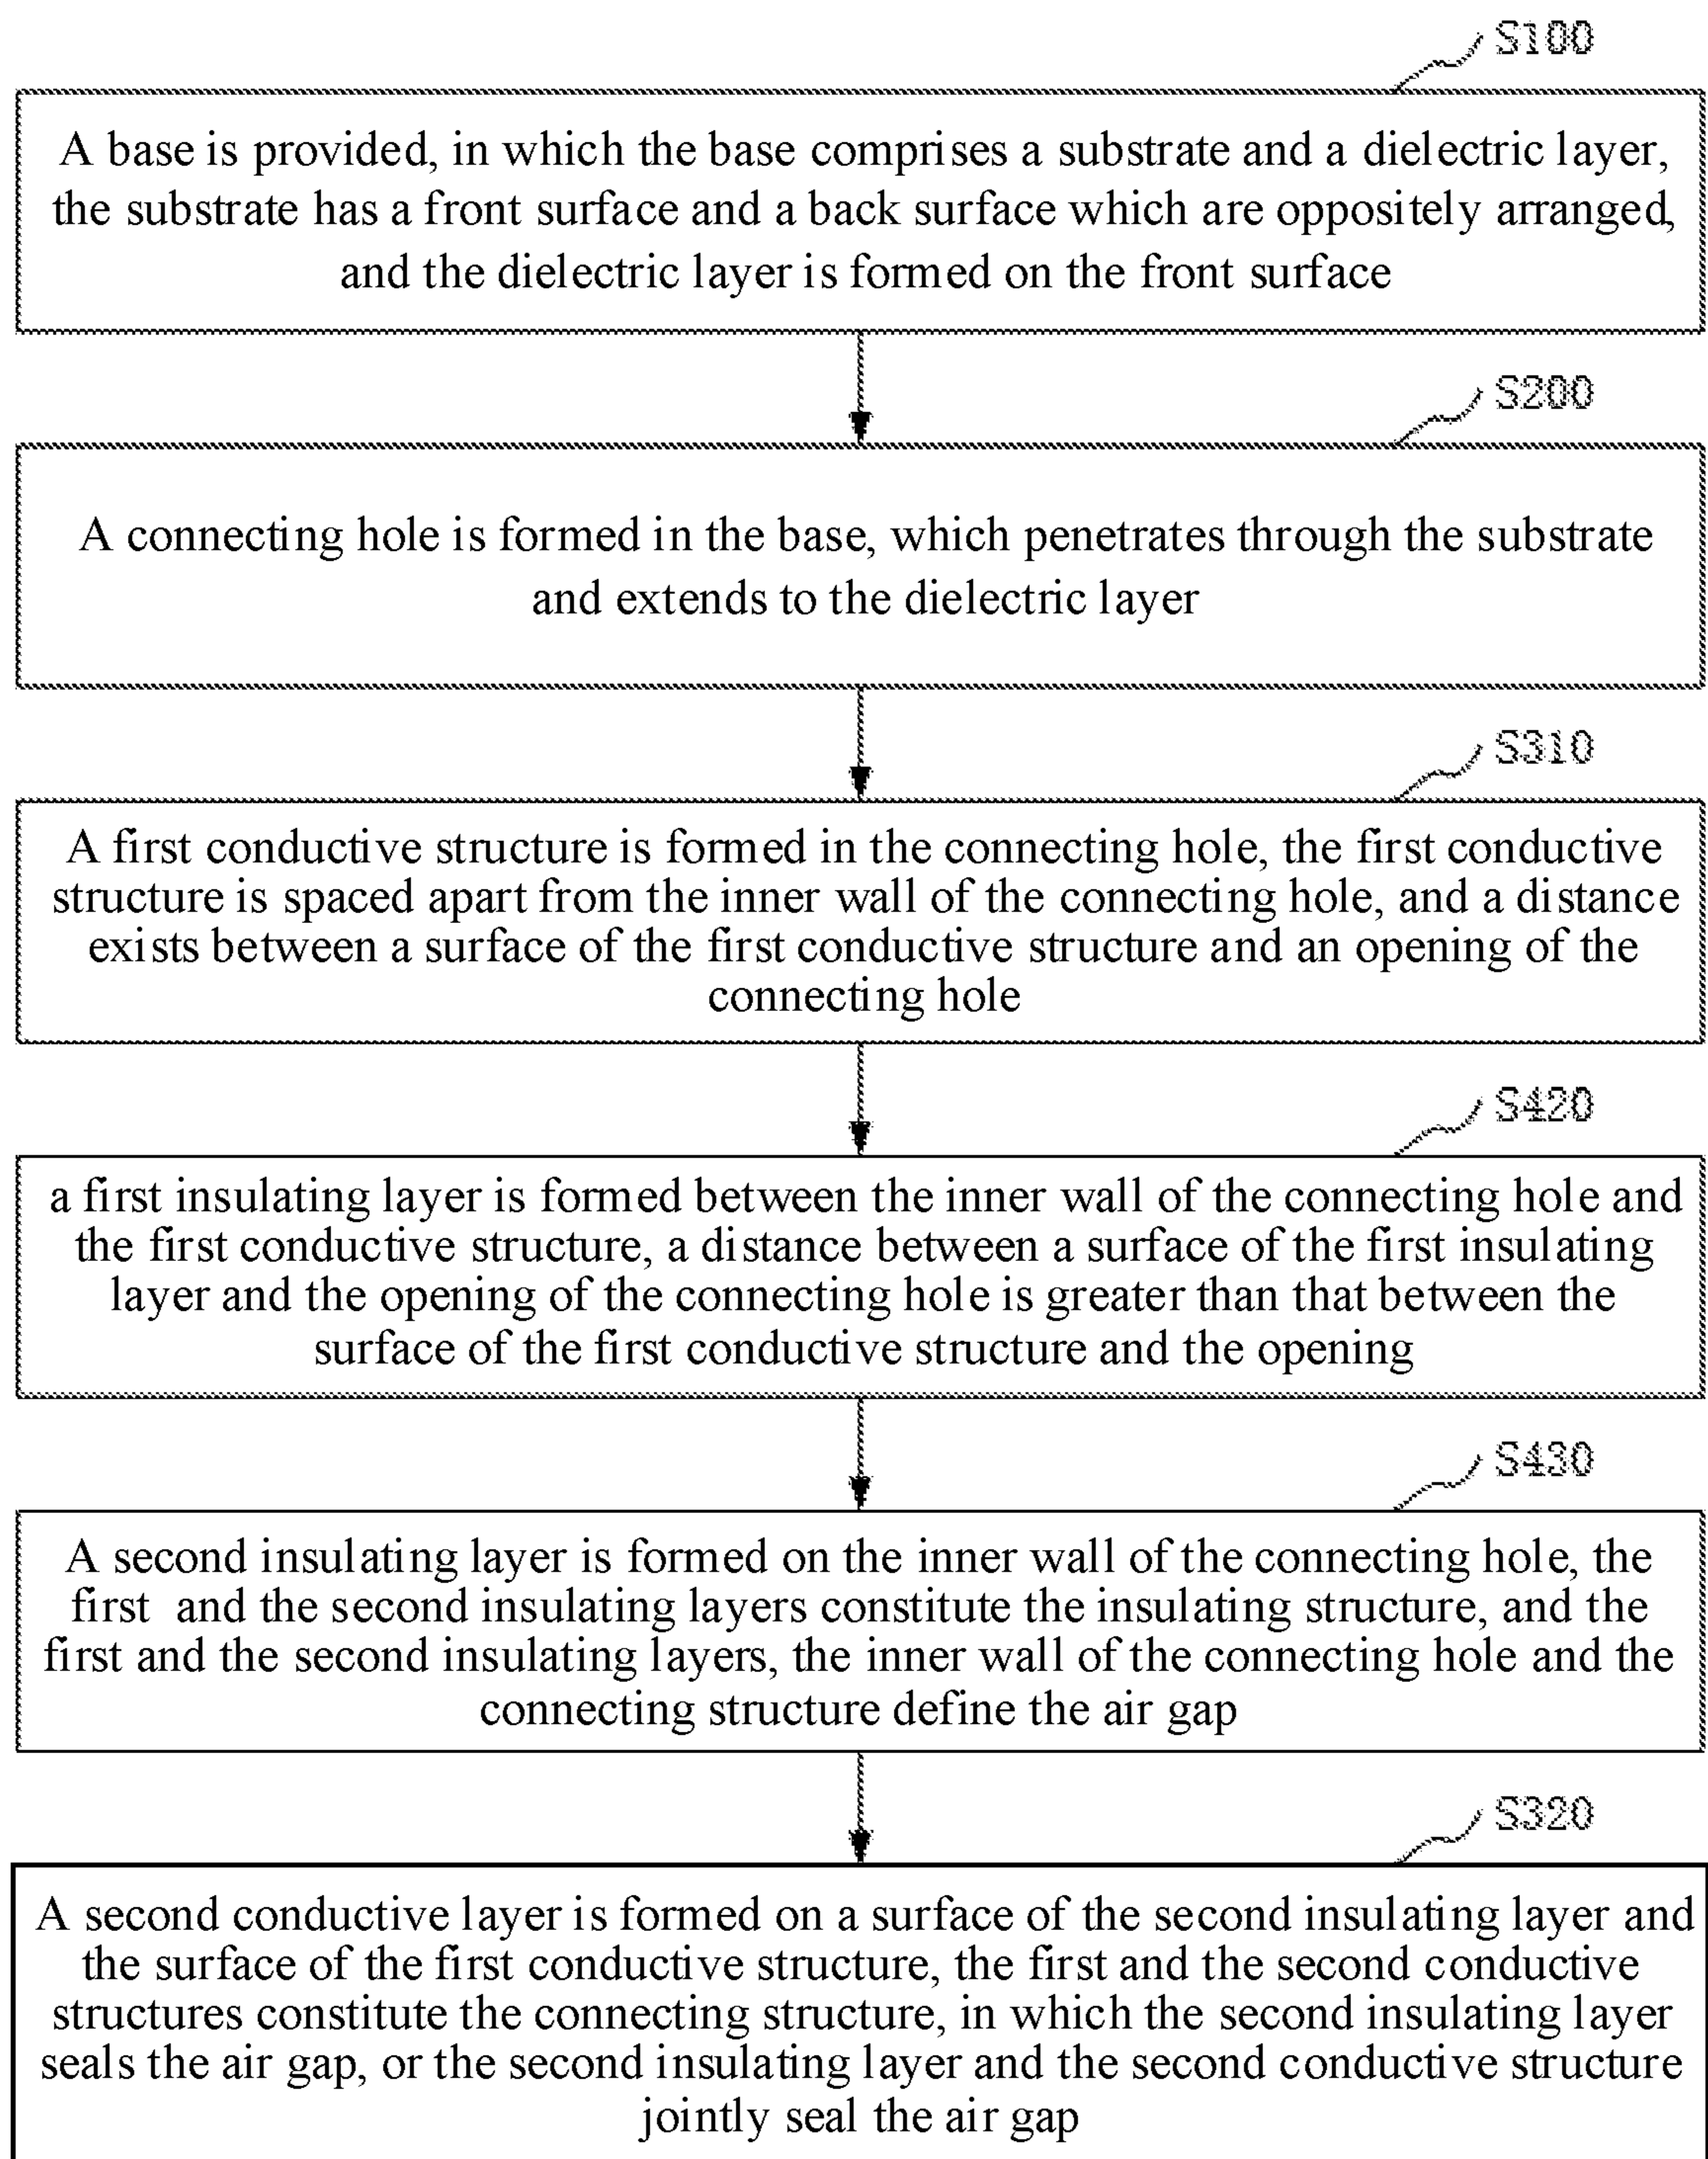 S100
A base is provided, in which the base comprises a substrate and a dielectric layer,
the substrate has a front surface and a back surface which are oppositely arranged,
and the dielectric layer is formed on the front surface
S200
A connecting hole is formed in the base, which penetrates through the substrate
and extends to the dielectric layer
S310
A first conductive structure is formed in the connecting hole, the first conductive
structure is spaced apart from the inner wall of the connecting hole, and a distance
exists between a surface of the first conductive structure and an opening of the
connecting hole
S420
a first insulating layer is formed between the inner wall of the connecting hole and
the first conductive structure, a distance between a surface of the first insulating
layer and the opening of the connecting hole is greater than that between the
surface of the first conductive structure and the opening
S430
A second insulating layer is formed on the inner wall of the connecting hole, the
first and the second insulating layers constitute the insulating structure, and the
first and the second insulating layers, the inner wall of the connecting hole and the
connecting structure define the air gap
S320
A second conductive layer is formed on a surface of the second insulating layer and
the surface of the first conductive structure, the first and the second conductive
structures constitute the connecting structure, in which the second insulating layer
seals the air gap, or the second insulating layer and the second conductive structure
jointly seal the air gap